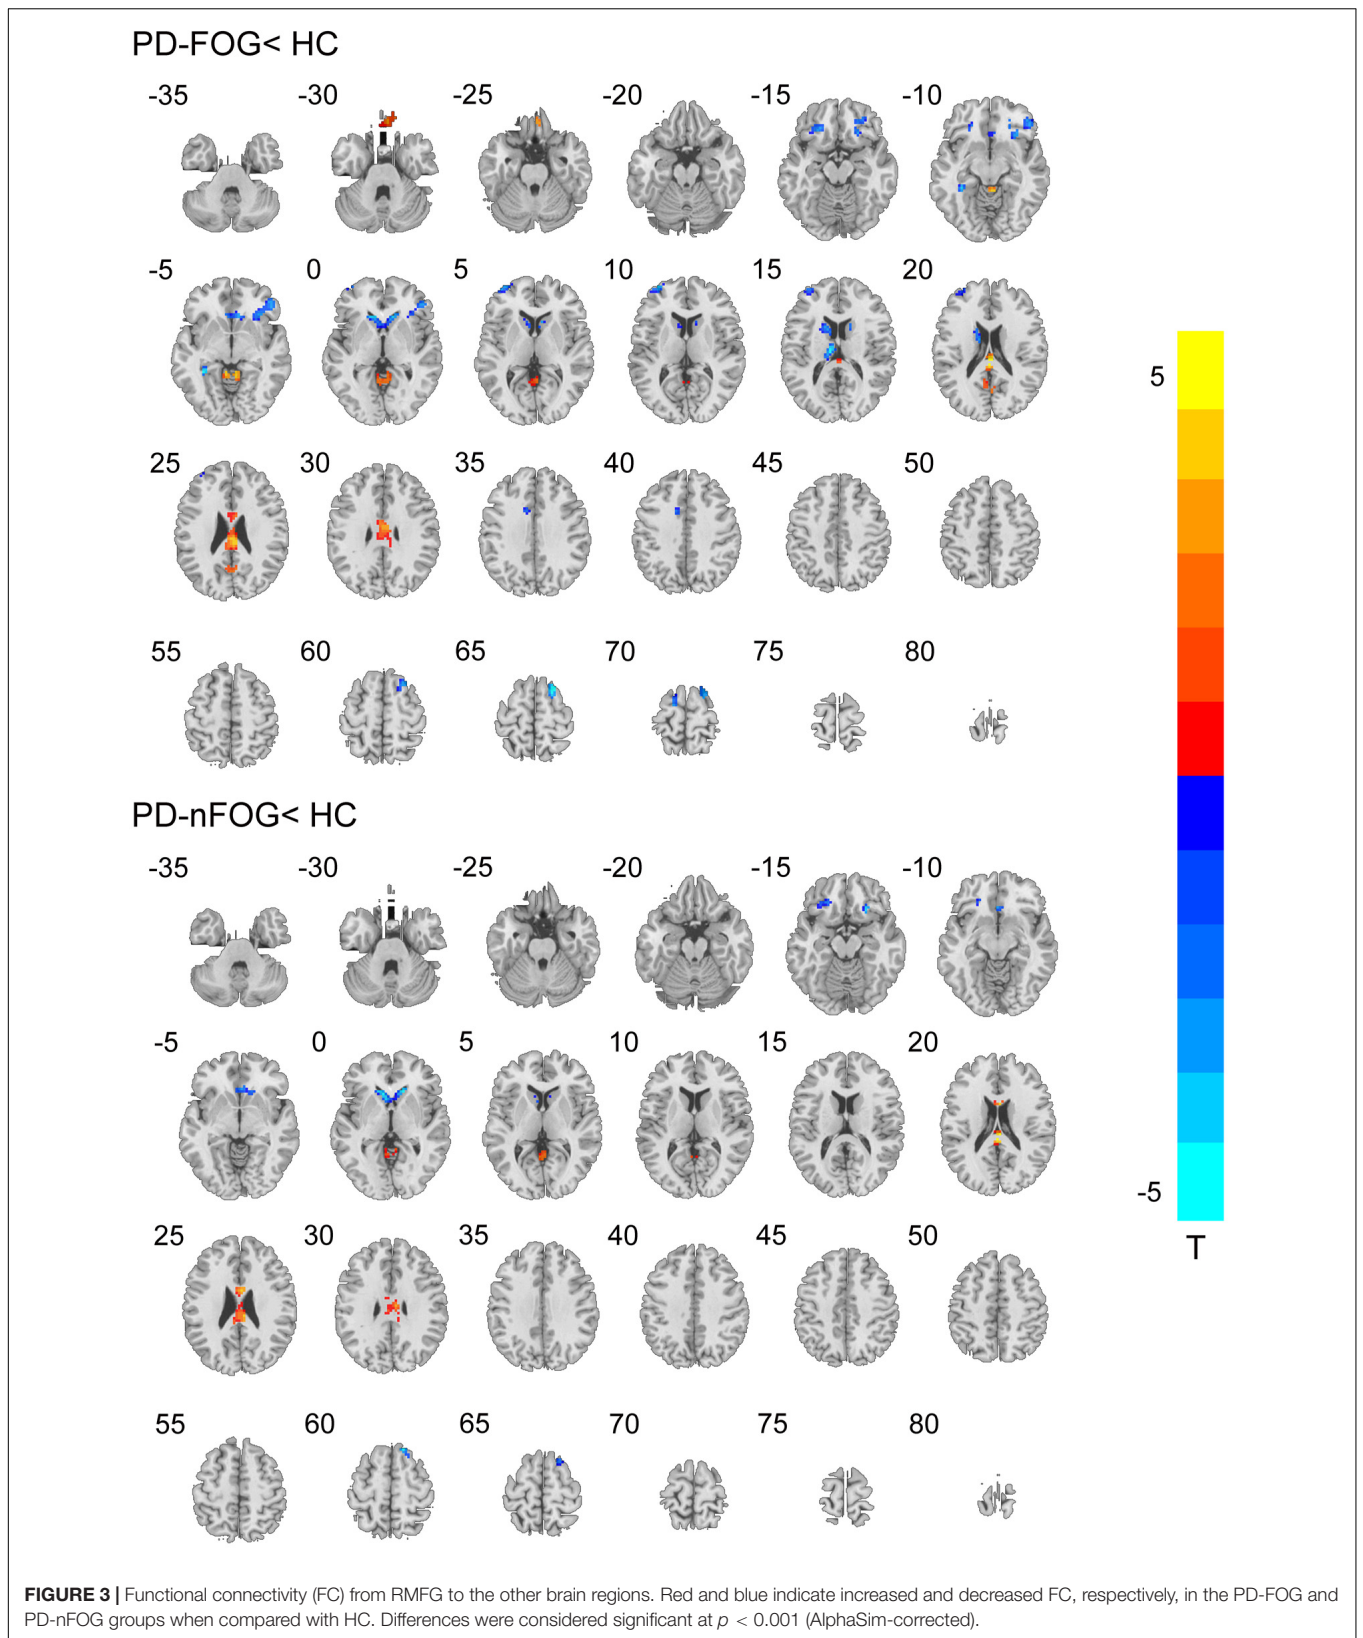 PD-FOG< HC
-35 -30 -25 -20 -15 -10
-5 0 5 10 15 20
25 30 35 40 45 50
55 60 65 70 75 80
5
-5
T
PD-nFOG< HC
-35 -30 -25 -20 -15 -10
-5 0 5 10 15 20
25 30 35 40 45 50
55 60 65 70 75 80
FIGURE 3 | Functional connectivity (FC) from RMFG to the other brain regions. Red and blue indicate increased and decreased FC, respectively, in the PD-FOG and
PD-nFOG groups when compared with HC. Differences were considered significant at p < 0.001 (AlphaSim-corrected).